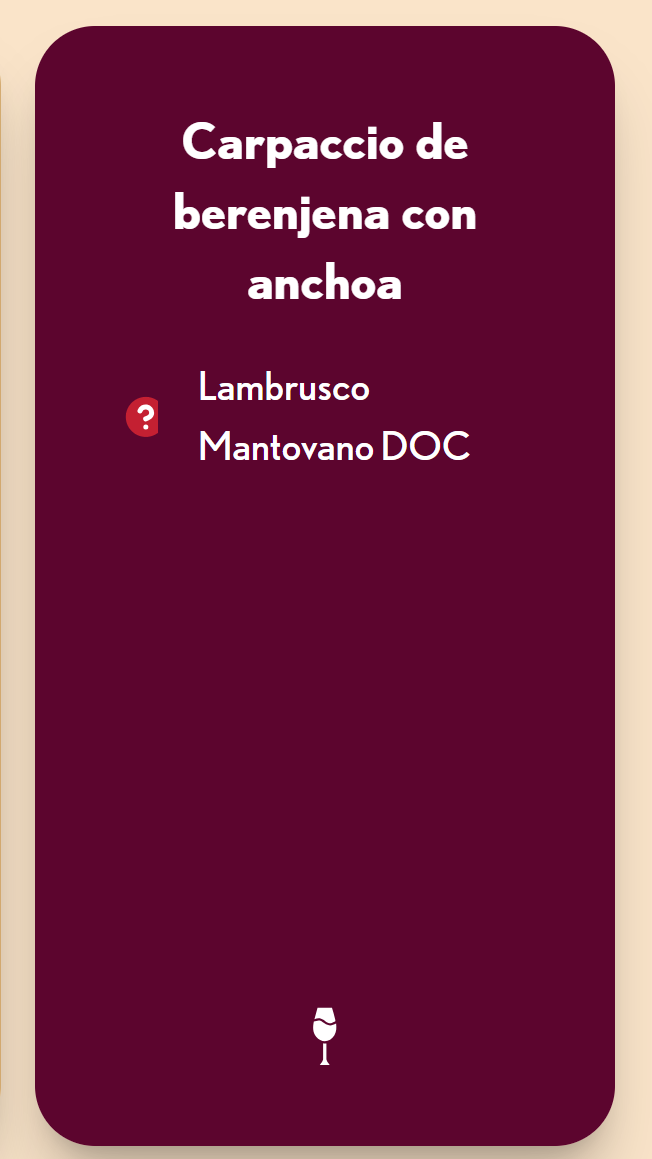 Carpaccio de
berenjena con
anchoa
Lambrusco
?
Mantovano DOC